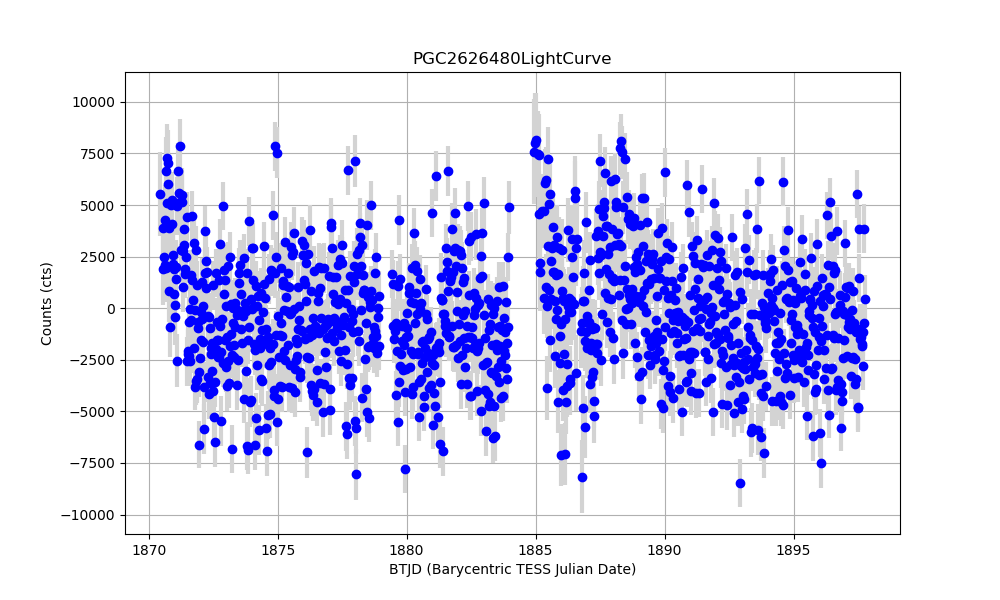 PGC2626480LightCurve
10000
7500
5000
2500
0
−2500
−5000
−7500
−10000
Counts (cts)
1870 1875 1880 1885 1890 1895
BTJD (Barycentric TESS Julian Date)